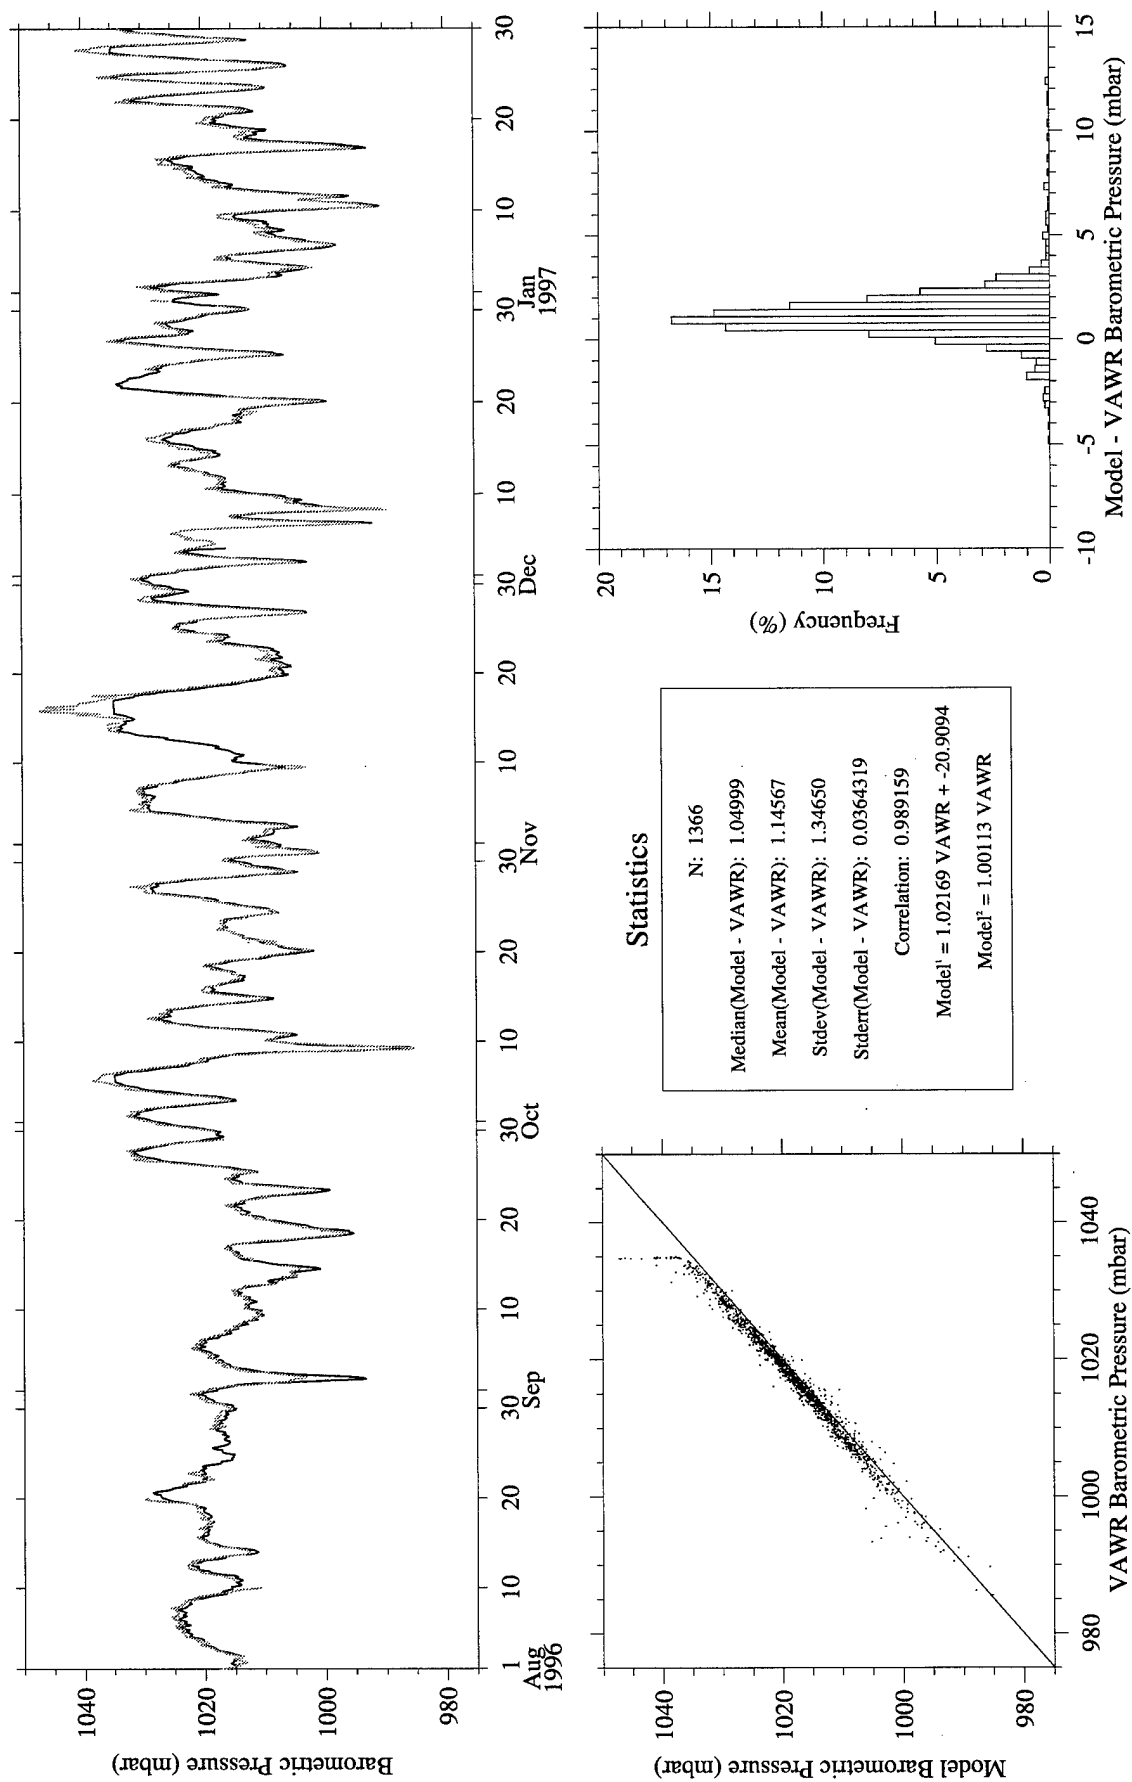 Barometric Pressure (mbar)
1040
1020
1000
980
1 10 20 30 10 20 30 10 20 30 10 20 30 10 20 30 10 20 30
Aug Sep Oct Nov Dec Jan
1996 1997
Model Barometric Pressure (mbar)
1040
1020
1000
980
980 1000 1020 1040
VAWR Barometric Pressure (mbar)
Statistics
N: 1366
Median(Model - VAWR): 1.04999
Mean(Model - VAWR): 1.14567
Stdev(Model - VAWR): 1.34650
Stderr(Model - VAWR): 0.0364319
Correlation: 0.989159
Model¹ = 1.02169 VAWR + -20.9094
Model² = 1.00113 VAWR
Frequency (%)
20
15
10
5
0
-10 -5 0 5 10 15
Model - VAWR Barometric Pressure (mbar)